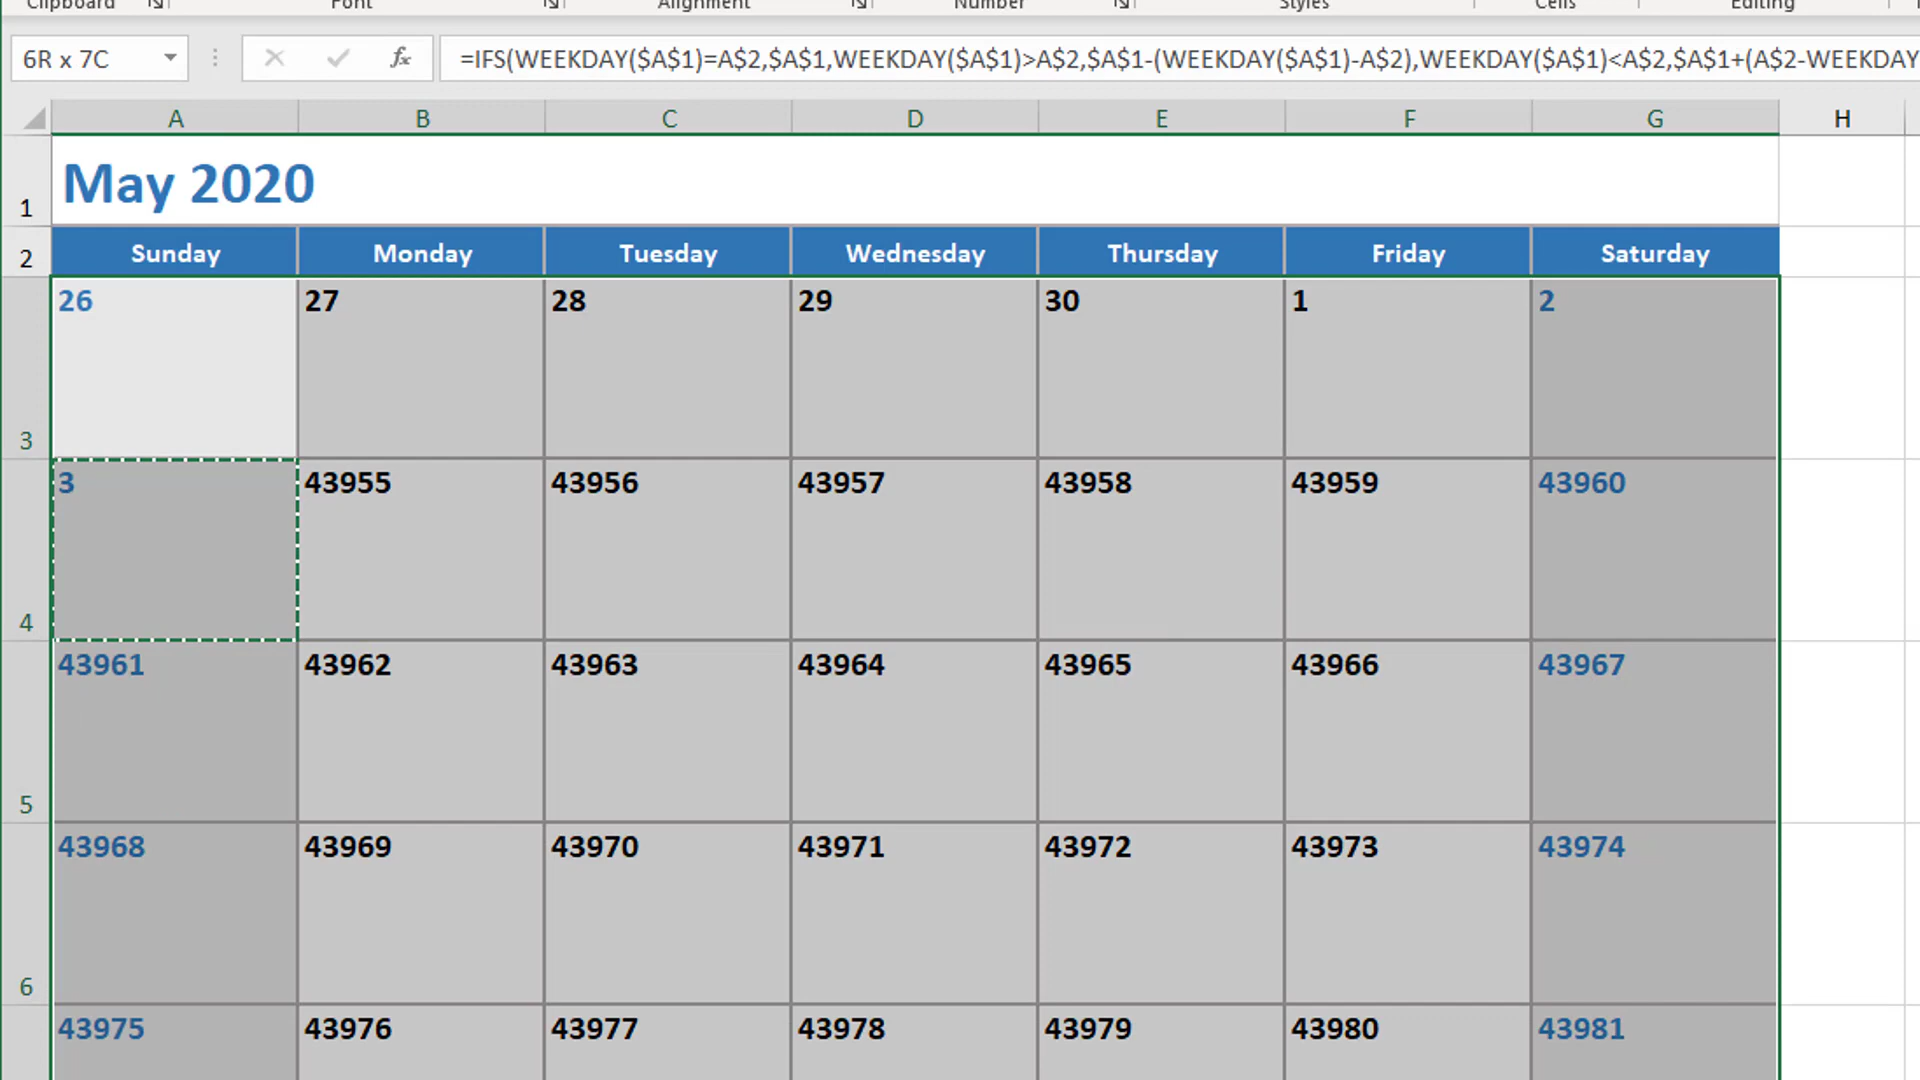 Clipboard Font Alignment Number Styles Cells Editing
6R x 7C fx =IFS(WEEKDAY($A$1)=A$2,$A$1,WEEKDAY($A$1)>A$2,$A$1-(WEEKDAY($A$1)-A$2),WEEKDAY($A$1)<A$2,$A$1+(A$2-WEEKDAY
A B C D E F G H
1 May 2020
2 Sunday Monday Tuesday Wednesday Thursday Friday Saturday
26 27 28 29 30 1 2
3
3 43955 43956 43957 43958 43959 43960
4
43961 43962 43963 43964 43965 43966 43967
5
43968 43969 43970 43971 43972 43973 43974
6
43975 43976 43977 43978 43979 43980 43981